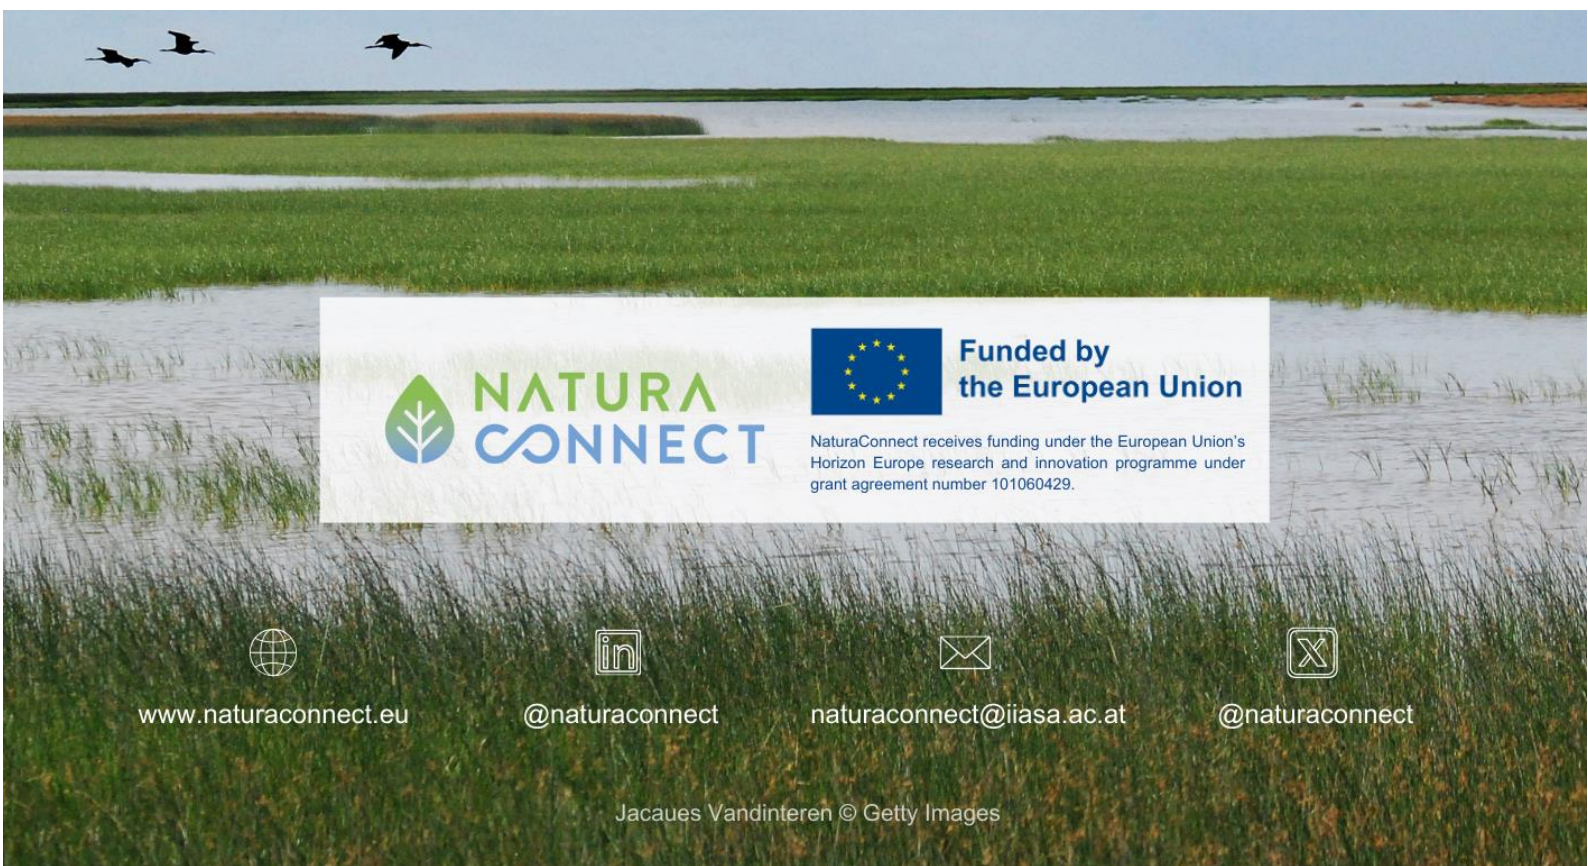 NATURA
CONNECT
Funded by
the European Union
NaturaConnect receives funding under the European Union's
Horizon Europe research and innovation programme under
grant agreement number 101060429.
www.naturaconnect.eu
@naturaconnect
naturaconnect@iiasa.ac.at
@naturaconnect
Jacaues Vandinteren © Getty Images